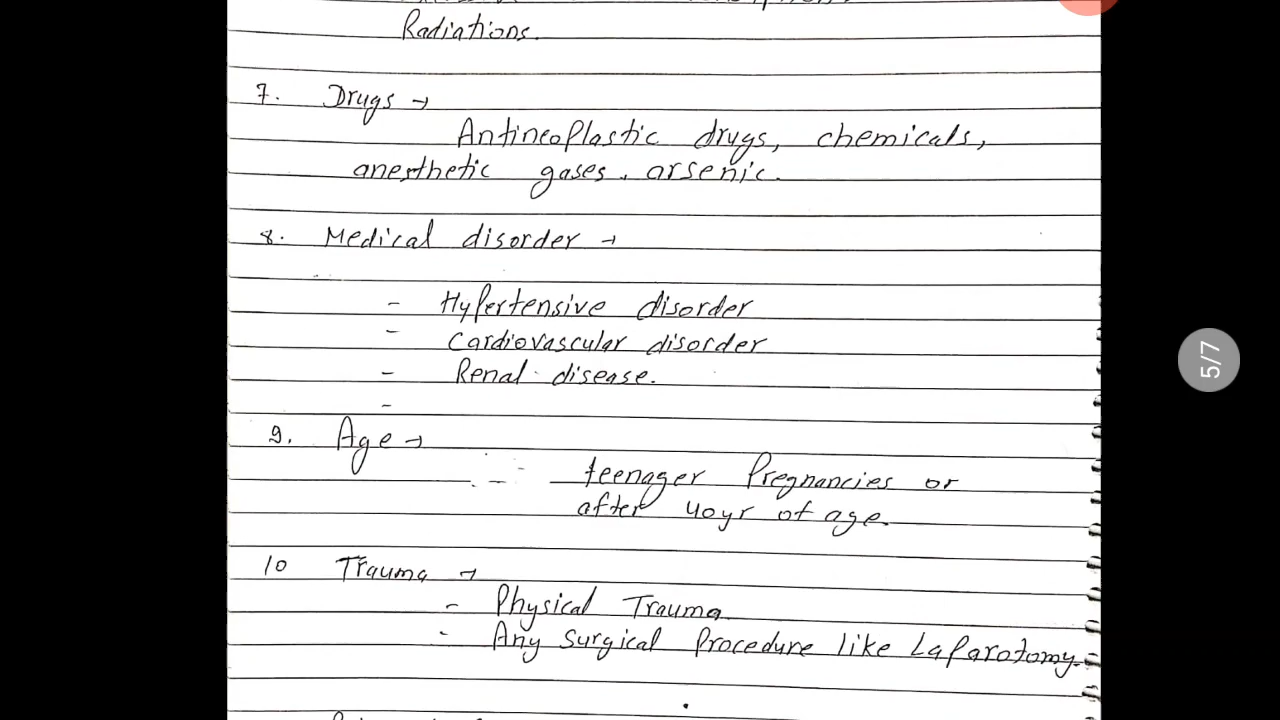 Radiations.
7. Drugs →
Antineoplastic drugs, chemicals,
anesthetic gases, arsenic.
8. Medical disorder →
- Hypertensive disorder
- Cardiovascular disorder
- Renal disease.
-
9. Age →
- teenager Pregnancies or
after 40yr of age.
10 Trauma →
- Physical Trauma
- Any surgical Procedure like Laparotomy.
5/7